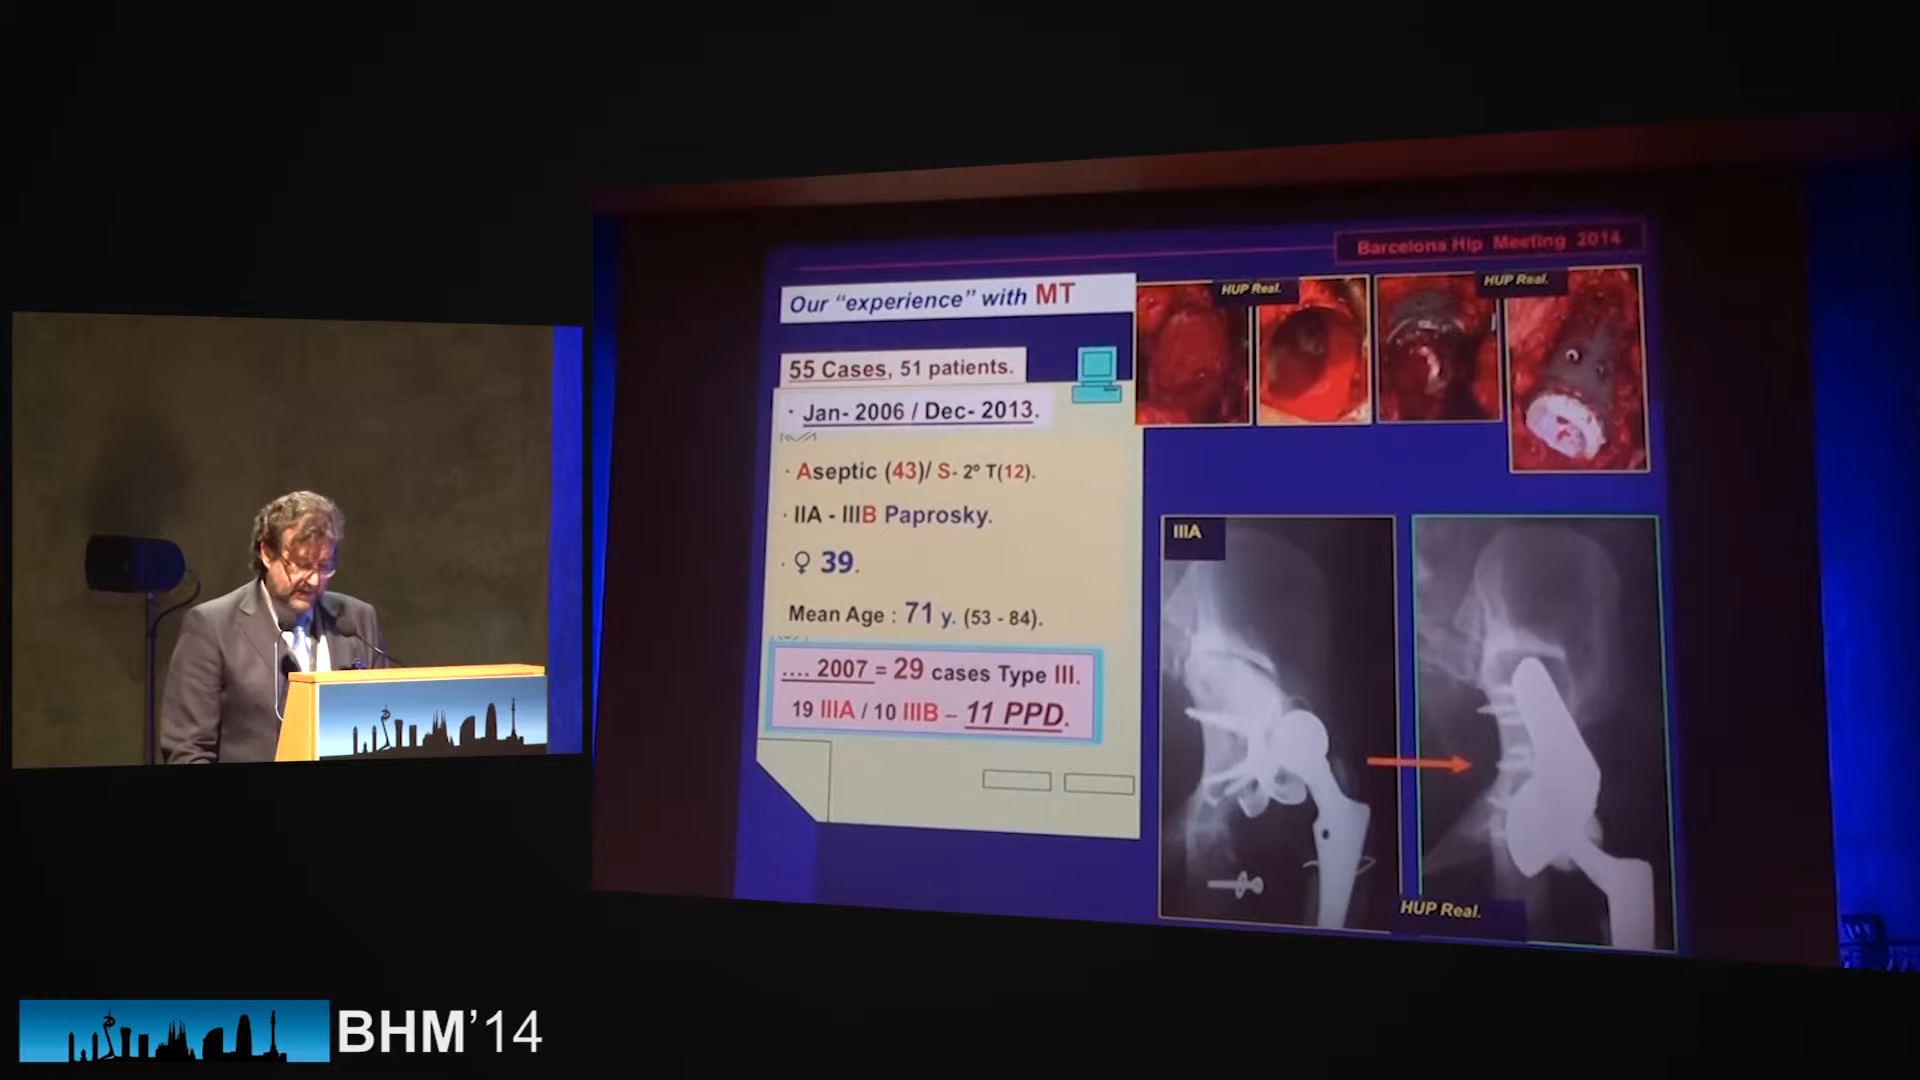 Barcelona Hip Meeting 2014
Our “experience” with MT
HUP Real.
HUP Real.
55 Cases, 51 patients.
· Jan- 2006 / Dec- 2013.
· Aseptic (43)/ S- 2º T(12).
· IIA - IIIB Paprosky.
· ♀ 39.
Mean Age : 71 y. (53 - 84).
.... 2007 = 29 cases Type III.
19 IIIA / 10 IIIB – 11 PPD.
IIIA
HUP Real.
BHM’14